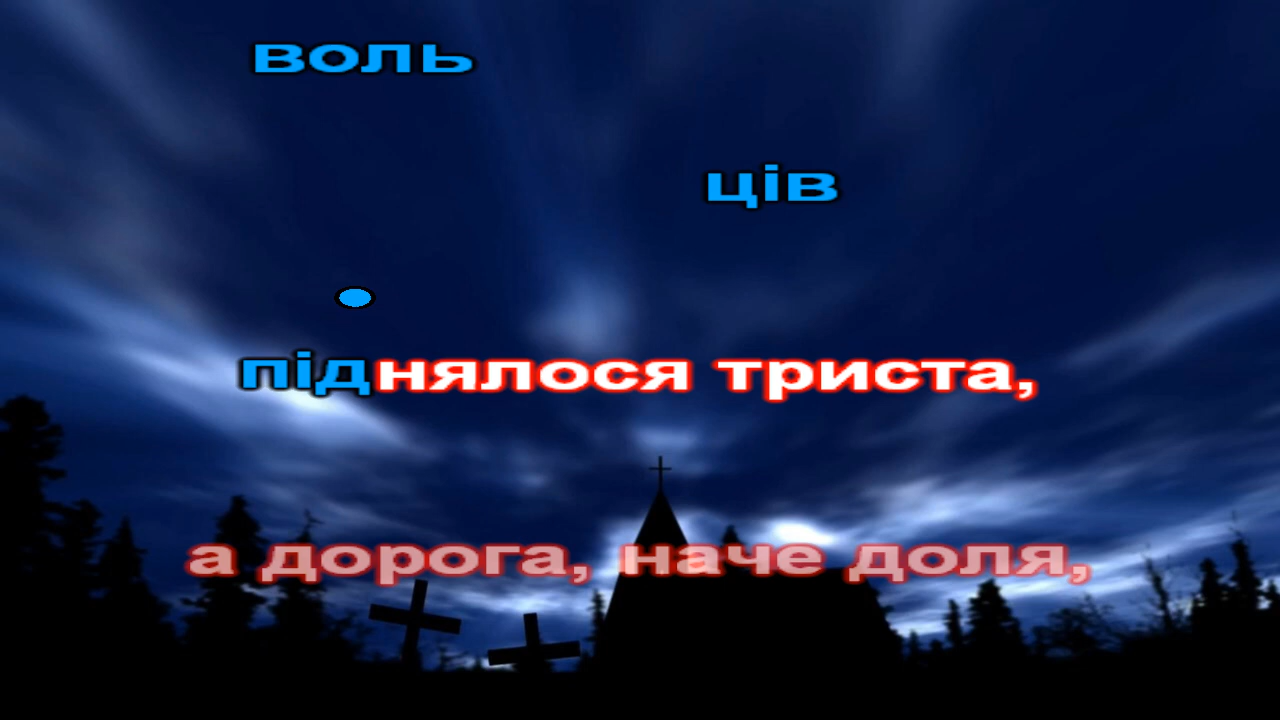 воль
ців
піднялося триста,
а дорога, наче доля,